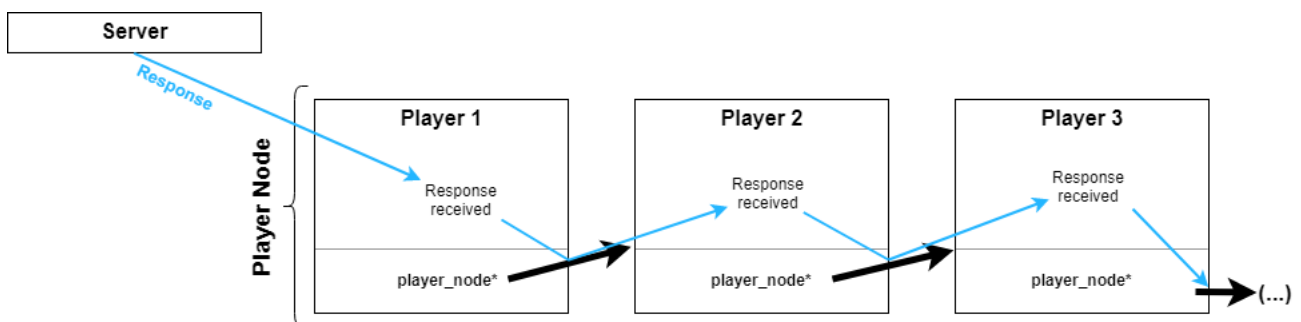 Server
Response
Player Node
Player 1
Response
received
player_node*
Player 2
Response
received
player_node*
Player 3
Response
received
player_node*
(...)